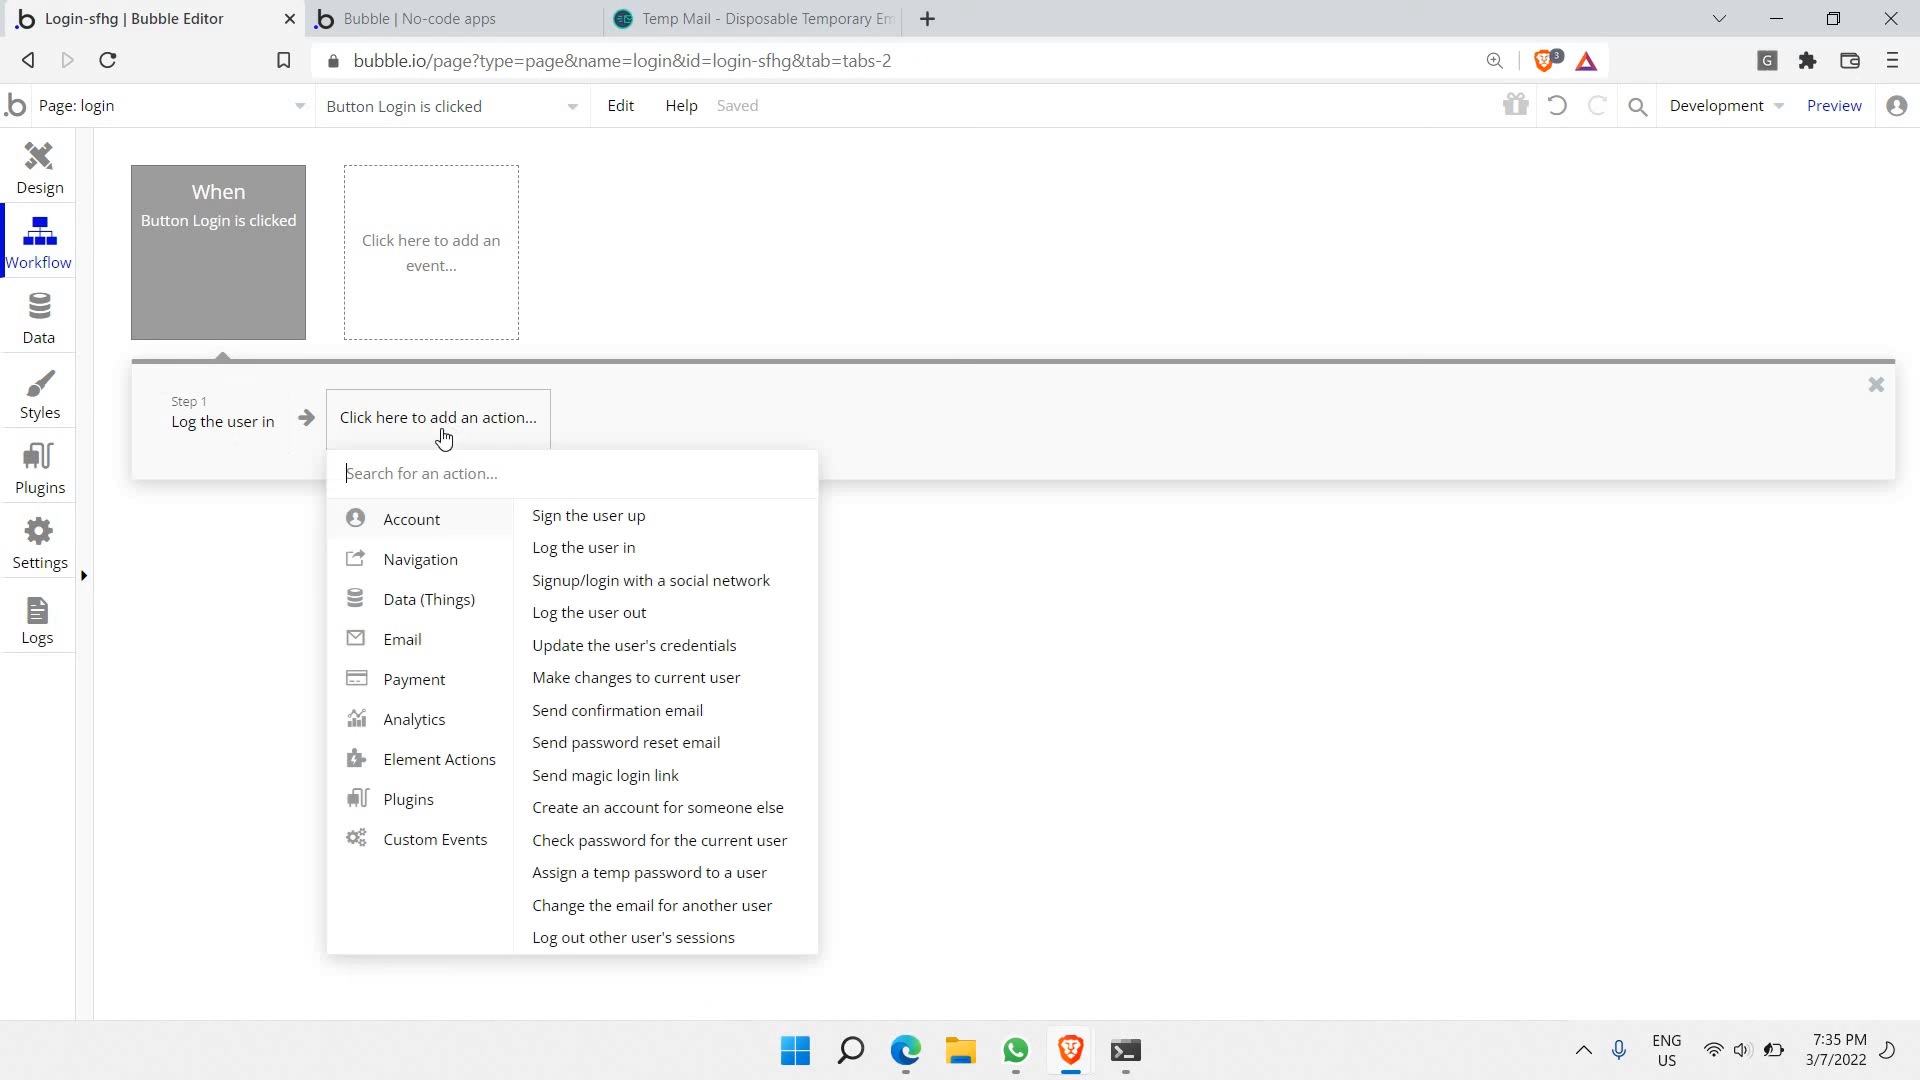 Login-sfhg | Bubble Editor
Bubble | No-code apps
Temp Mail - Disposable Temporary Em
bubble.io/page?type=page&name=login&id=login-sfhg&tab=tabs-2
3
G
Page: login
Button Login is clicked
Edit
Help
Saved
Development
Preview
Design
Workflow
Data
Styles
Plugins
Settings
Logs
When
Button Login is clicked
Click here to add an
event...
Step 1
Log the user in
Click here to add an action...
Search for an action...
Account
Navigation
Data (Things)
Email
Payment
Analytics
Element Actions
Plugins
Custom Events
Sign the user up
Log the user in
Signup/login with a social network
Log the user out
Update the user's credentials
Make changes to current user
Send confirmation email
Send password reset email
Send magic login link
Create an account for someone else
Check password for the current user
Assign a temp password to a user
Change the email for another user
Log out other user's sessions
ENG
US
7:35 PM
3/7/2022